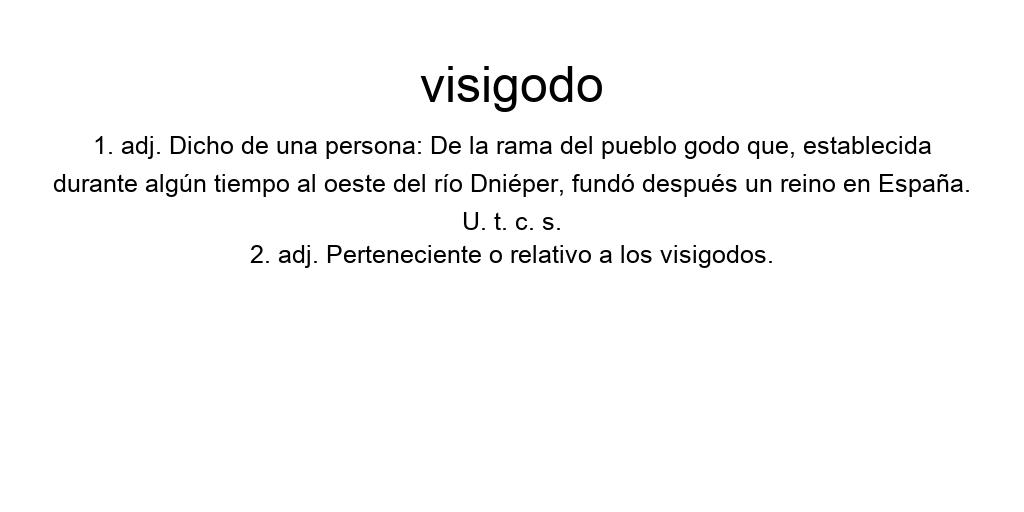 visigodo
1. adj. Dicho de una persona: De la rama del pueblo godo que, establecida
durante algún tiempo al oeste del río Dniéper, fundó después un reino en España.
U. t. c. s.
2. adj. Perteneciente o relativo a los visigodos.